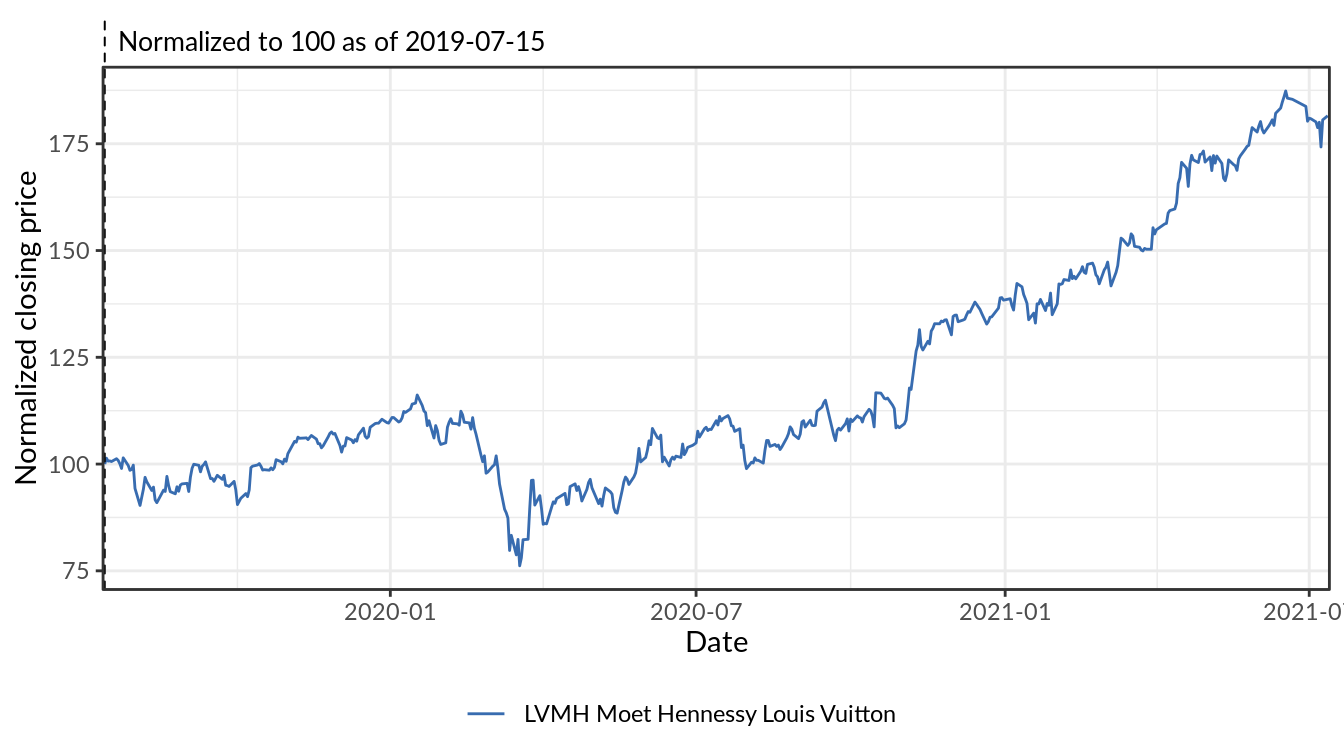 Normalized to 100 as of 2019-07-15
Normalized closing price
175
150
125
100
75
2020-01
2020-07
2021-01
2021-0
Date
LVMH Moet Hennessy Louis Vuitton